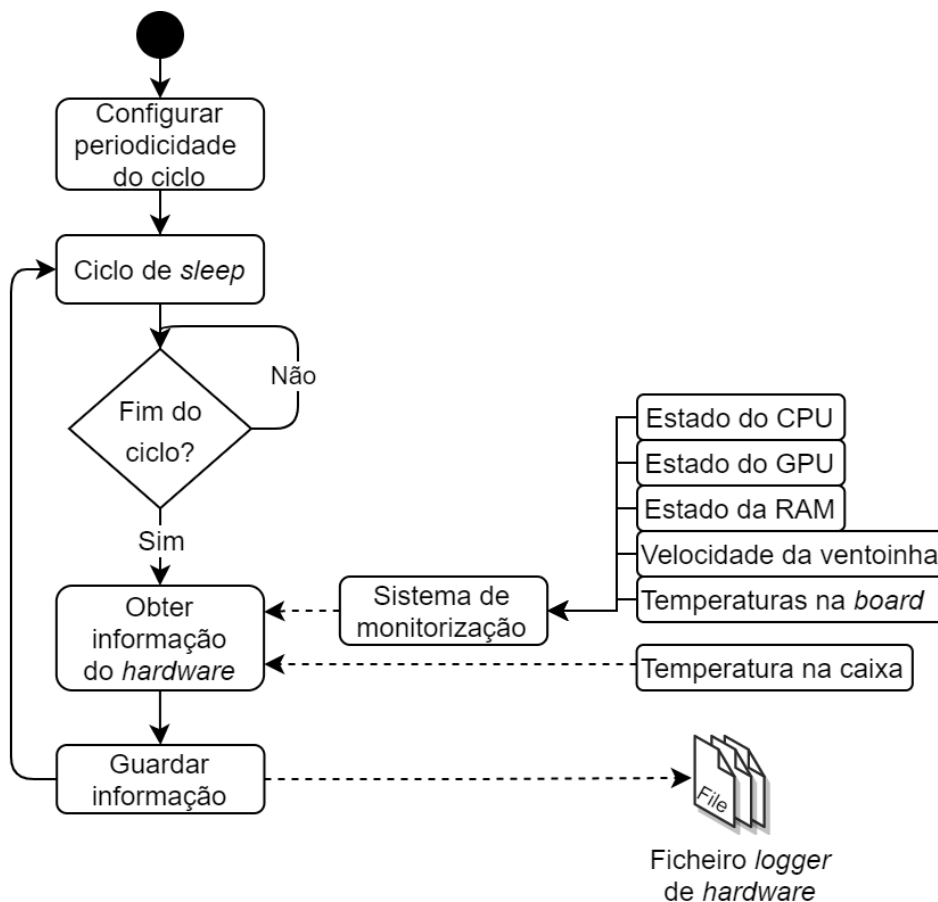 Configurar
periodicidade
do ciclo
Ciclo de sleep
Não
Fim do
ciclo?
Sim
Estado do CPU
Estado do GPU
Estado da RAM
Velocidade da ventoinha
Temperaturas na board
Sistema de
monitorização
Obter
informação
do hardware
Temperatura na caixa
Guardar
informação
File
Ficheiro logger
de hardware